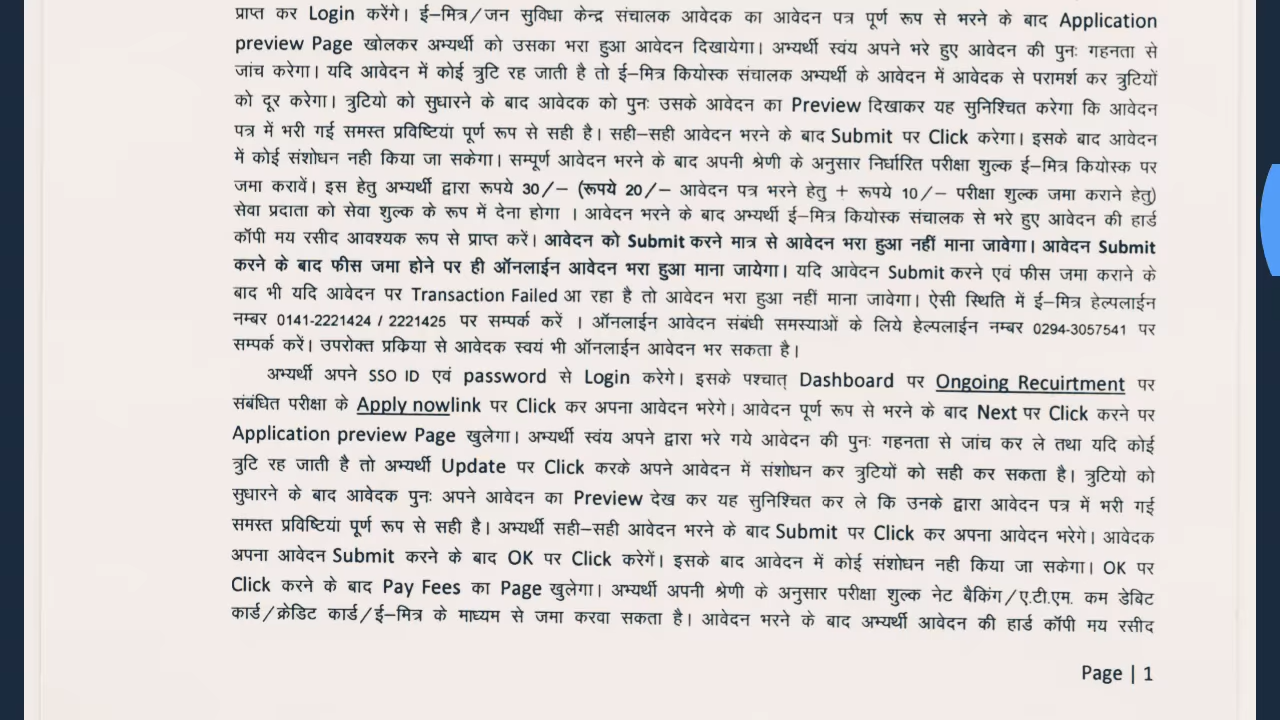 प्राप्त कर Login करेंगे। ई–मित्र/जन सुविधा केन्द्र संचालक आवेदक का आवेदन पत्र पूर्ण रूप से भरने के बाद Application
preview Page खोलकर अभ्यर्थी को उसका भरा हुआ आवेदन दिखायेगा। अभ्यर्थी स्वंय अपने भरे हुए आवेदन की पुनः गहनता से
जांच करेगा। यदि आवेदन में कोई त्रुटि रह जाती है तो ई–मित्र कियोस्क संचालक अभ्यर्थी के आवेदन में आवेदक से परामर्श कर त्रुटियों
को दूर करेगा। त्रुटियो को सुधारने के बाद आवेदक को पुनः उसके आवेदन का Preview दिखाकर यह सुनिश्चित करेगा कि आवेदन
पत्र में भरी गई समस्त प्रविष्टियां पूर्ण रूप से सही है। सही–सही आवेदन भरने के बाद Submit पर Click करेगा। इसके बाद आवेदन
में कोई संशोधन नही किया जा सकेगा। सम्पूर्ण आवेदन भरने के बाद अपनी श्रेणी के अनुसार निर्धारित परीक्षा शुल्क ई–मित्र कियोस्क पर
जमा करावें। इस हेतु अभ्यर्थी द्वारा रूपये 30/– (रूपये 20/– आवेदन पत्र भरने हेतु + रूपये 10/– परीक्षा शुल्क जमा कराने हेतु)
सेवा प्रदाता को सेवा शुल्क के रूप में देना होगा । आवेदन भरने के बाद अभ्यर्थी ई–मित्र कियोस्क संचालक से भरे हुए आवेदन की हार्ड
कॉपी मय रसीद आवश्यक रूप से प्राप्त करें। आवेदन को Submit करने मात्र से आवेदन भरा हुआ नहीं माना जावेगा। आवेदन Submit
करने के बाद फीस जमा होने पर ही ऑनलाईन आवेदन भरा हुआ माना जायेगा। यदि आवेदन Submit करने एवं फीस जमा कराने के
बाद भी यदि आवेदन पर Transaction Failed आ रहा है तो आवेदन भरा हुआ नहीं माना जावेगा। ऐसी स्थिति में ई–मित्र हेल्पलाईन
नम्बर 0141-2221424 / 2221425 पर सम्पर्क करें । ऑनलाईन आवेदन संबंधी समस्याओं के लिये हेल्पलाईन नम्बर 0294-3057541 पर
सम्पर्क करें। उपरोक्त प्रक्रिया से आवेदक स्वयं भी ऑनलाईन आवेदन भर सकता है।
अभ्यर्थी अपने SSO ID एवं password से Login करेगे। इसके पश्चात् Dashboard पर Ongoing Recuirtment पर
संबंधित परीक्षा के Apply nowlink पर Click कर अपना आवेदन भरेगे। आवेदन पूर्ण रूप से भरने के बाद Next पर Click करने पर
Application preview Page खुलेगा। अभ्यर्थी स्वंय अपने द्वारा भरे गये आवेदन की पुनः गहनता से जांच कर ले तथा यदि कोई
त्रुटि रह जाती है तो अभ्यर्थी Update पर Click करके अपने आवेदन में संशोधन कर त्रुटियों को सही कर सकता है। त्रुटियो को
सुधारने के बाद आवेदक पुनः अपने आवेदन का Preview देख कर यह सुनिश्चित कर ले कि उनके द्वारा आवेदन पत्र में भरी गई
समस्त प्रविष्टियां पूर्ण रूप से सही है। अभ्यर्थी सही–सही आवेदन भरने के बाद Submit पर Click कर अपना आवेदन भरेगे। आवेदक
अपना आवेदन Submit करने के बाद OK पर Click करेगें। इसके बाद आवेदन में कोई संशोधन नही किया जा सकेगा। OK पर
Click करने के बाद Pay Fees का Page खुलेगा। अभ्यर्थी अपनी श्रेणी के अनुसार परीक्षा शुल्क नेट बैकिंग/ए.टी.एम. कम डेबिट
कार्ड/क्रेडिट कार्ड/ई–मित्र के माध्यम से जमा करवा सकता है। आवेदन भरने के बाद अभ्यर्थी आवेदन की हार्ड कॉपी मय रसीद
Page | 1